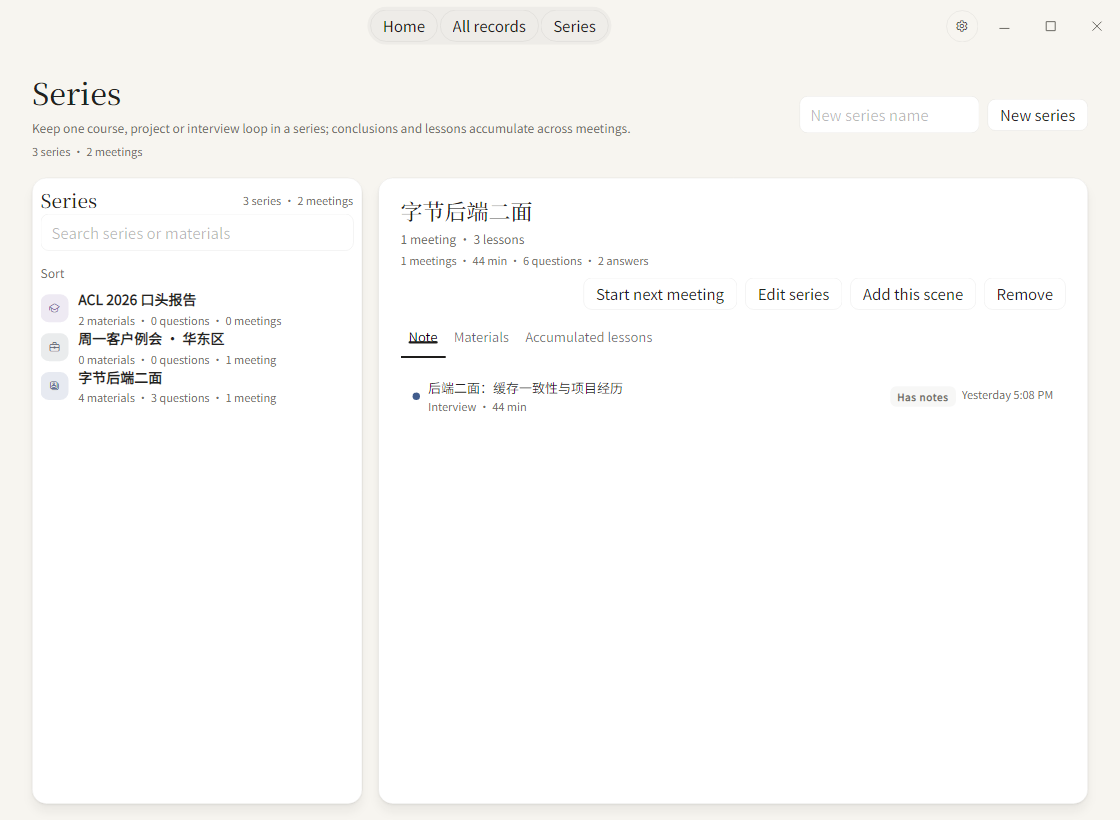 Home
All records
Series
Series
Keep one course, project or interview loop in a series; conclusions and lessons accumulate across meetings.
3 series • 2 meetings
New series name
New series
Series
3 series • 2 meetings
Search series or materials
Sort
ACL 2026 口头报告
2 materials • 0 questions • 0 meetings
周一客户例会 · 华东区
0 materials • 0 questions • 1 meeting
字节后端二面
4 materials • 3 questions • 1 meeting
字节后端二面
1 meeting • 3 lessons
1 meetings • 44 min • 6 questions • 2 answers
Start next meeting
Edit series
Add this scene
Remove
Note
Materials
Accumulated lessons
后端二面：缓存一致性与项目经历
Interview • 44 min
Has notes
Yesterday 5:08 PM